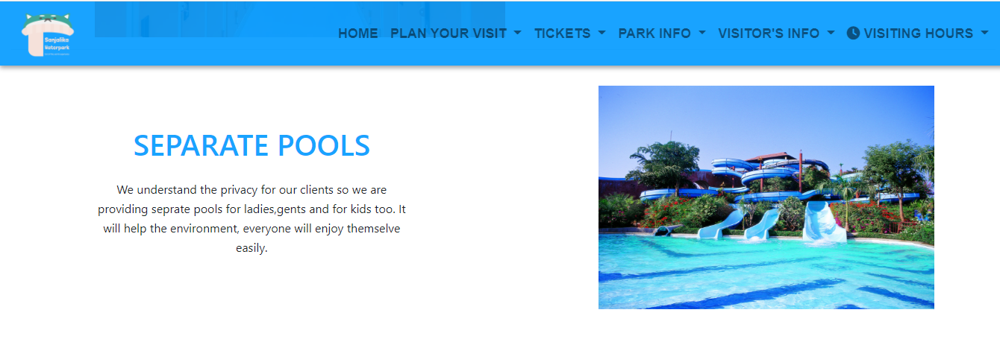 Sanjalika
Waterpark
HOME PLAN YOUR VISIT TICKETS PARK INFO VISITOR'S INFO VISITING HOURS
SEPARATE POOLS
We understand the privacy for our clients so we are
providing seprate pools for ladies,gents and for kids too. It
will help the environment, everyone will enjoy themselve
easily.